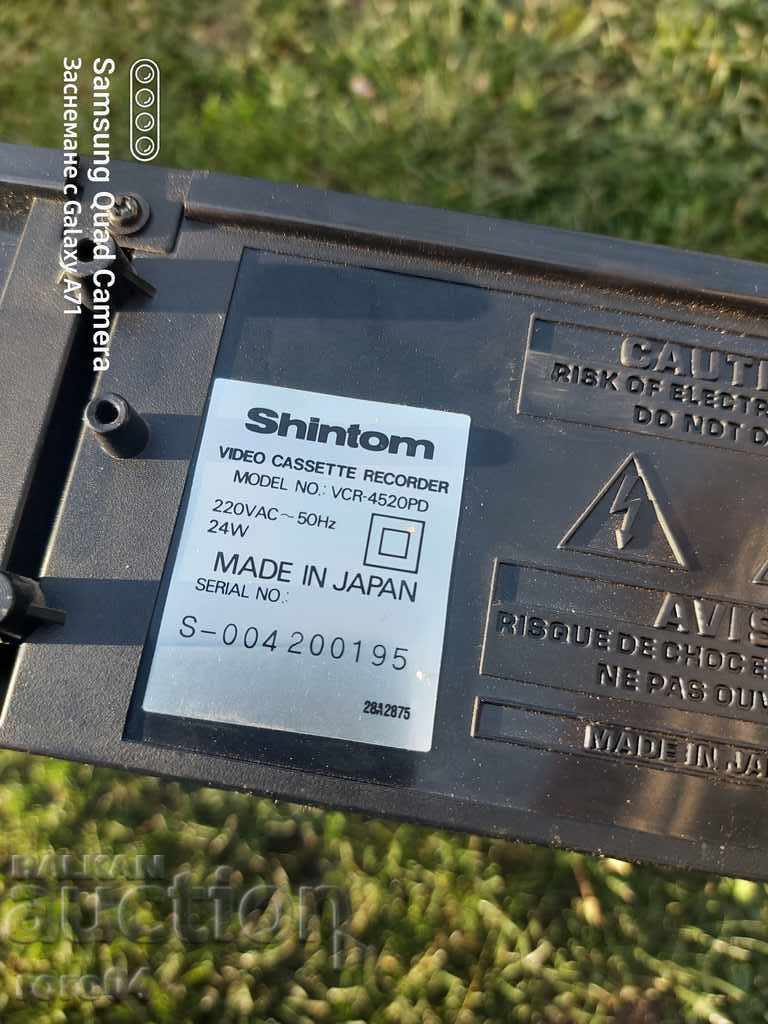 Samsung Quad Camera
Заснемане с Galaxy A71
Shintom
VIDEO CASSETTE RECORDER
MODEL NO.: VCR-4520PD
220VAC~50Hz
24W
MADE IN JAPAN
SERIAL NO.:
S-004200195
28A2875
CAUTI
RISK OF ELECTR
DO NOT O
AVIS
RISQUE DE CHOC E
NE PAS OUV
MADE IN JA
BALKAN
auction
roro04